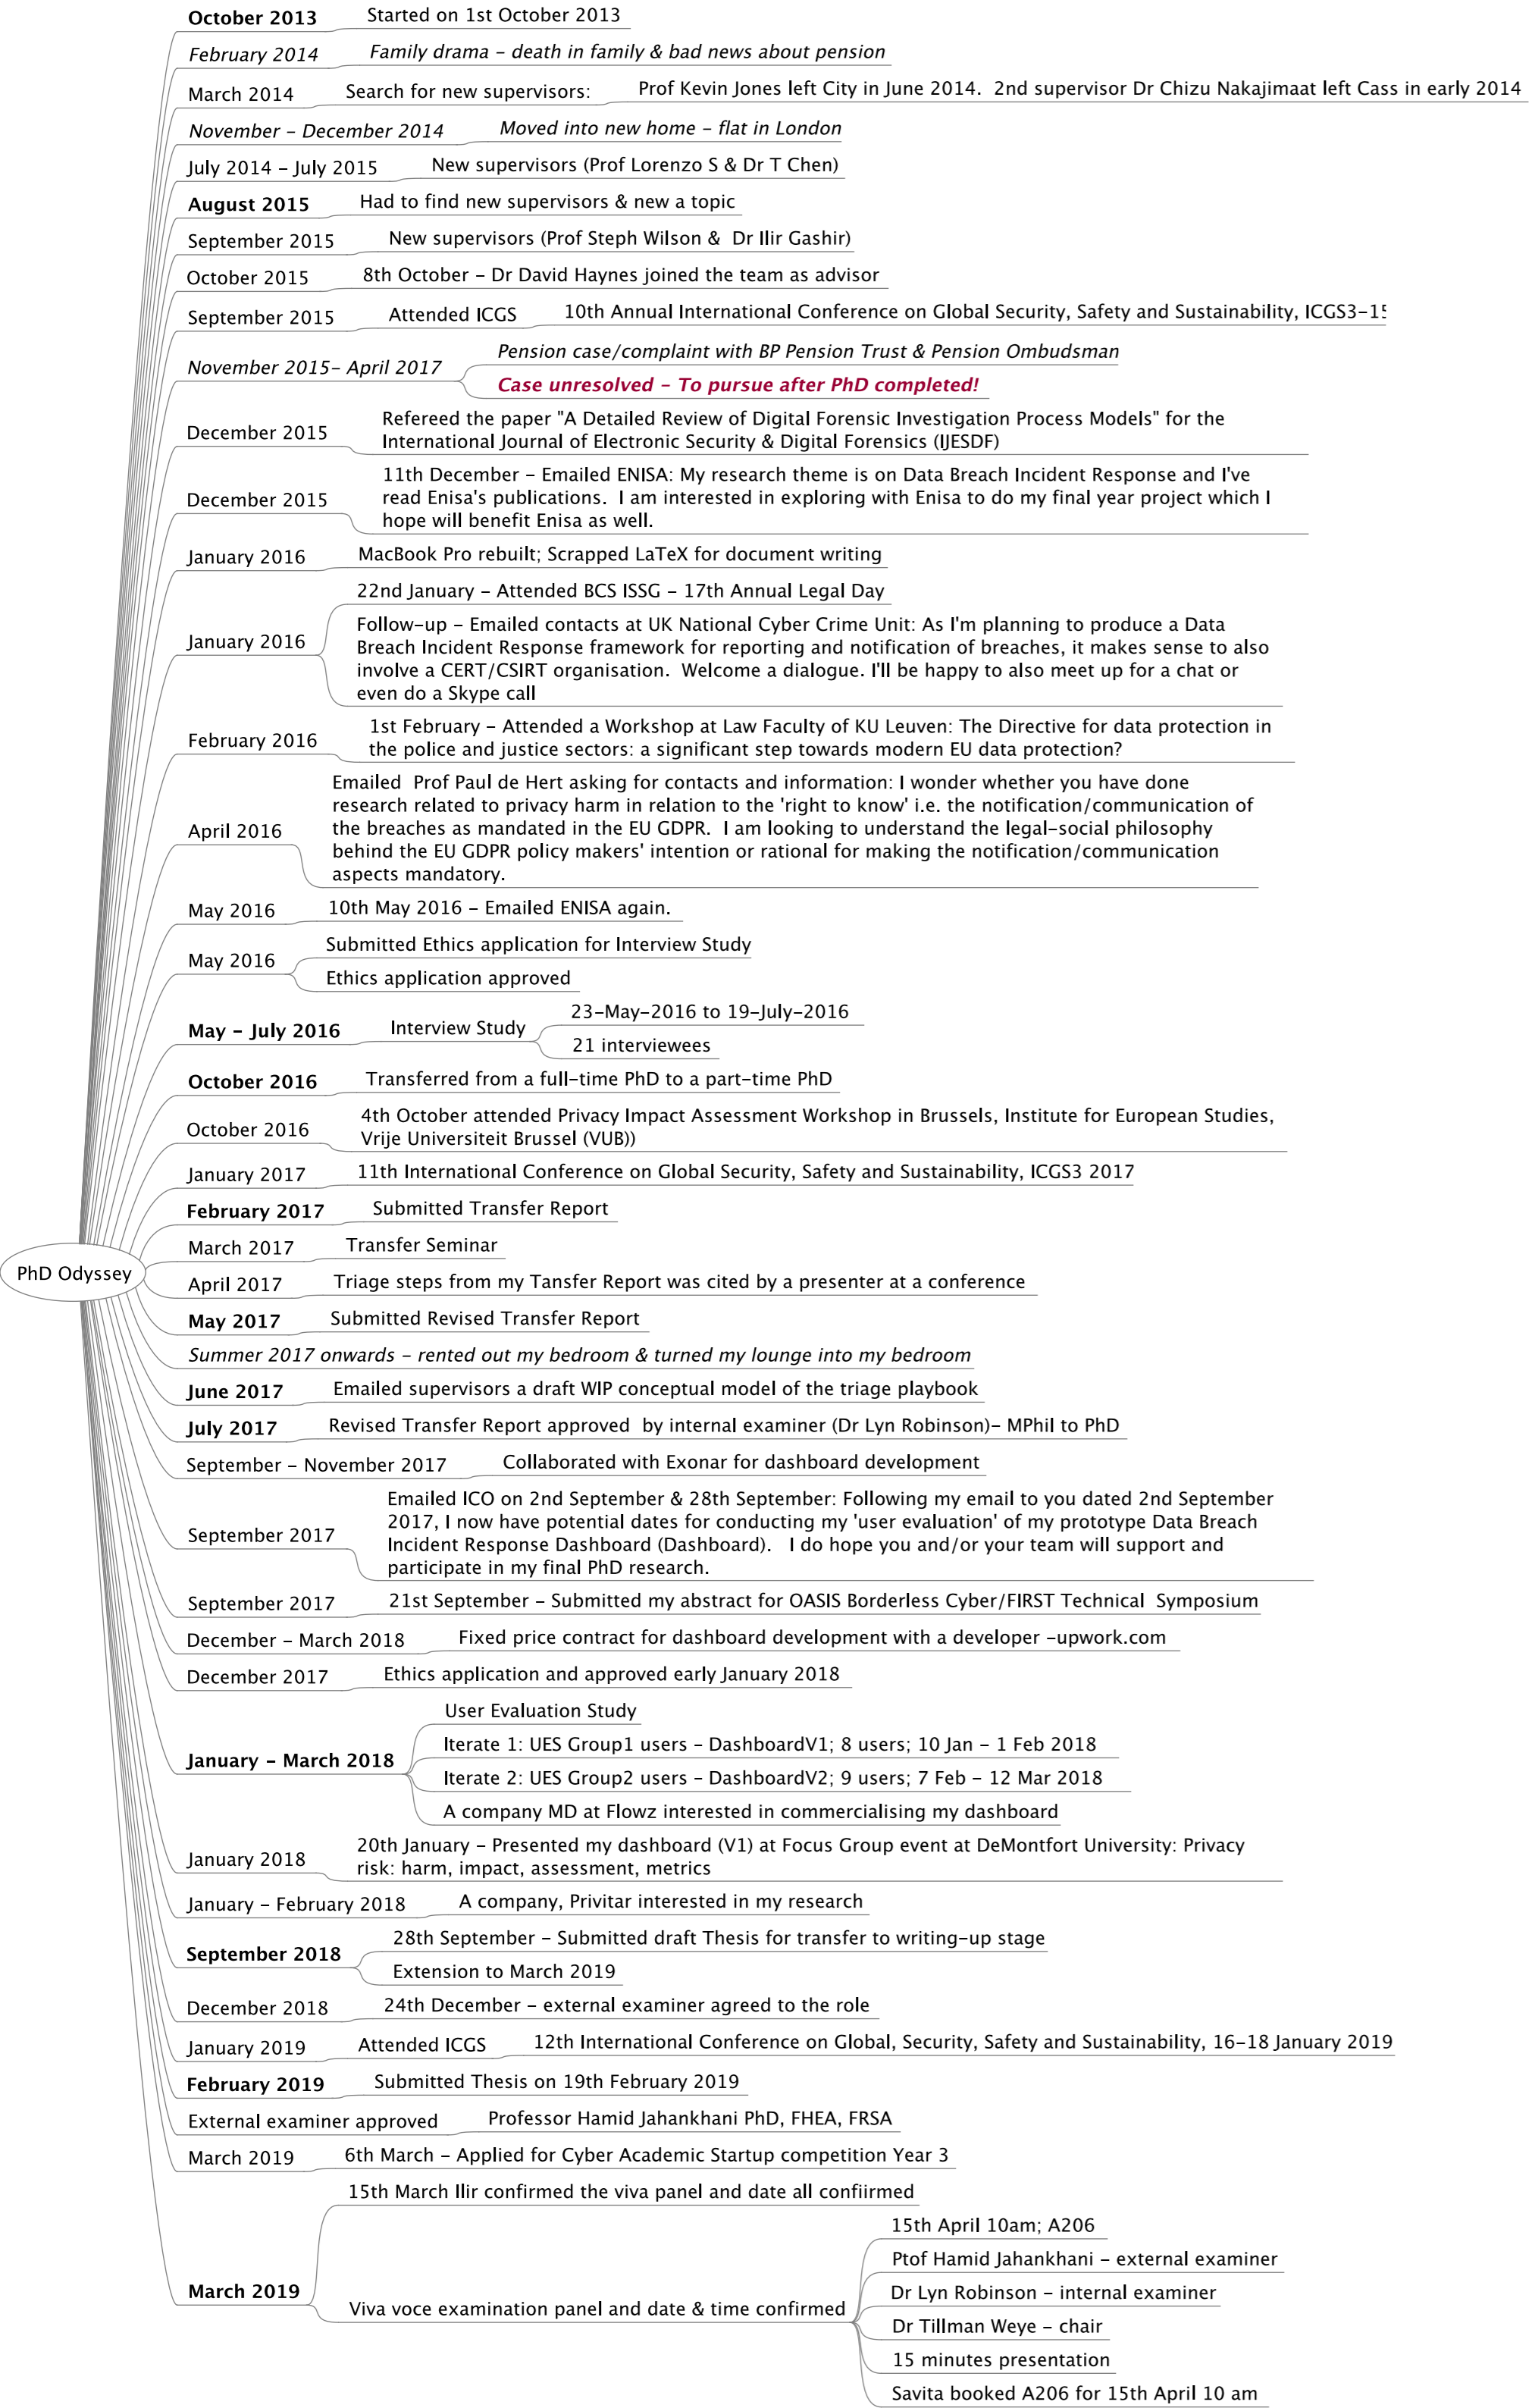 October 2013
Started on 1st October 2013
February 2014
Family drama – death in family & bad news about pension
March 2014
Search for new supervisors:
Prof Kevin Jones left City in June 2014.  2nd supervisor Dr Chizu Nakajimaat left Cass in early 2014
November – December 2014
Moved into new home – flat in London
July 2014 – July 2015
New supervisors (Prof Lorenzo S & Dr T Chen)
August 2015
Had to find new supervisors & new a topic
September 2015
New supervisors (Prof Steph Wilson &  Dr Ilir Gashir)
October 2015
8th October – Dr David Haynes joined the team as advisor
September 2015
Attended ICGS
10th Annual International Conference on Global Security, Safety and Sustainability, ICGS3–15
November 2015– April 2017
Pension case/complaint with BP Pension Trust & Pension Ombudsman
Case unresolved – To pursue after PhD completed!
December 2015
Refereed the paper "A Detailed Review of Digital Forensic Investigation Process Models" for the
International Journal of Electronic Security & Digital Forensics (IJESDF)
December 2015
11th December – Emailed ENISA: My research theme is on Data Breach Incident Response and I've
read Enisa's publications.  I am interested in exploring with Enisa to do my final year project which I
hope will benefit Enisa as well.
January 2016
MacBook Pro rebuilt; Scrapped LaTeX for document writing
January 2016
22nd January – Attended BCS ISSG – 17th Annual Legal Day
Follow–up – Emailed contacts at UK National Cyber Crime Unit: As I'm planning to produce a Data
Breach Incident Response framework for reporting and notification of breaches, it makes sense to also
involve a CERT/CSIRT organisation.  Welcome a dialogue. I'll be happy to also meet up for a chat or
even do a Skype call
February 2016
1st February – Attended a Workshop at Law Faculty of KU Leuven: The Directive for data protection in
the police and justice sectors: a significant step towards modern EU data protection?
April 2016
Emailed  Prof Paul de Hert asking for contacts and information: I wonder whether you have done
research related to privacy harm in relation to the 'right to know' i.e. the notification/communication of
the breaches as mandated in the EU GDPR.  I am looking to understand the legal–social philosophy
behind the EU GDPR policy makers' intention or rational for making the notification/communication
aspects mandatory.
May 2016
10th May 2016 – Emailed ENISA again.
May 2016
Submitted Ethics application for Interview Study
Ethics application approved
May – July 2016
Interview Study
23–May–2016 to 19–July–2016
21 interviewees
October 2016
Transferred from a full–time PhD to a part–time PhD
October 2016
4th October attended Privacy Impact Assessment Workshop in Brussels, Institute for European Studies,
Vrije Universiteit Brussel (VUB))
January 2017
11th International Conference on Global Security, Safety and Sustainability, ICGS3 2017
February 2017
Submitted Transfer Report
PhD Odyssey
March 2017
Transfer Seminar
April 2017
Triage steps from my Tansfer Report was cited by a presenter at a conference
May 2017
Submitted Revised Transfer Report
Summer 2017 onwards – rented out my bedroom & turned my lounge into my bedroom
June 2017
Emailed supervisors a draft WIP conceptual model of the triage playbook
July 2017
Revised Transfer Report approved  by internal examiner (Dr Lyn Robinson)– MPhil to PhD
September – November 2017
Collaborated with Exonar for dashboard development
September 2017
Emailed ICO on 2nd September & 28th September: Following my email to you dated 2nd September
2017, I now have potential dates for conducting my 'user evaluation' of my prototype Data Breach
Incident Response Dashboard (Dashboard).   I do hope you and/or your team will support and
participate in my final PhD research.
September 2017
21st September – Submitted my abstract for OASIS Borderless Cyber/FIRST Technical  Symposium
December – March 2018
Fixed price contract for dashboard development with a developer –upwork.com
December 2017
Ethics application and approved early January 2018
January – March 2018
User Evaluation Study
Iterate 1: UES Group1 users – DashboardV1; 8 users; 10 Jan – 1 Feb 2018
Iterate 2: UES Group2 users – DashboardV2; 9 users; 7 Feb – 12 Mar 2018
A company MD at Flowz interested in commercialising my dashboard
January 2018
20th January – Presented my dashboard (V1) at Focus Group event at DeMontfort University: Privacy
risk: harm, impact, assessment, metrics
January – February 2018
A company, Privitar interested in my research
September 2018
28th September – Submitted draft Thesis for transfer to writing–up stage
Extension to March 2019
December 2018
24th December – external examiner agreed to the role
January 2019
Attended ICGS
12th International Conference on Global, Security, Safety and Sustainability, 16–18 January 2019
February 2019
Submitted Thesis on 19th February 2019
External examiner approved
Professor Hamid Jahankhani PhD, FHEA, FRSA
March 2019
6th March – Applied for Cyber Academic Startup competition Year 3
March 2019
15th March Ilir confirmed the viva panel and date all confiirmed
Viva voce examination panel and date & time confirmed
15th April 10am; A206
Ptof Hamid Jahankhani – external examiner
Dr Lyn Robinson – internal examiner
Dr Tillman Weye – chair
15 minutes presentation
Savita booked A206 for 15th April 10 am